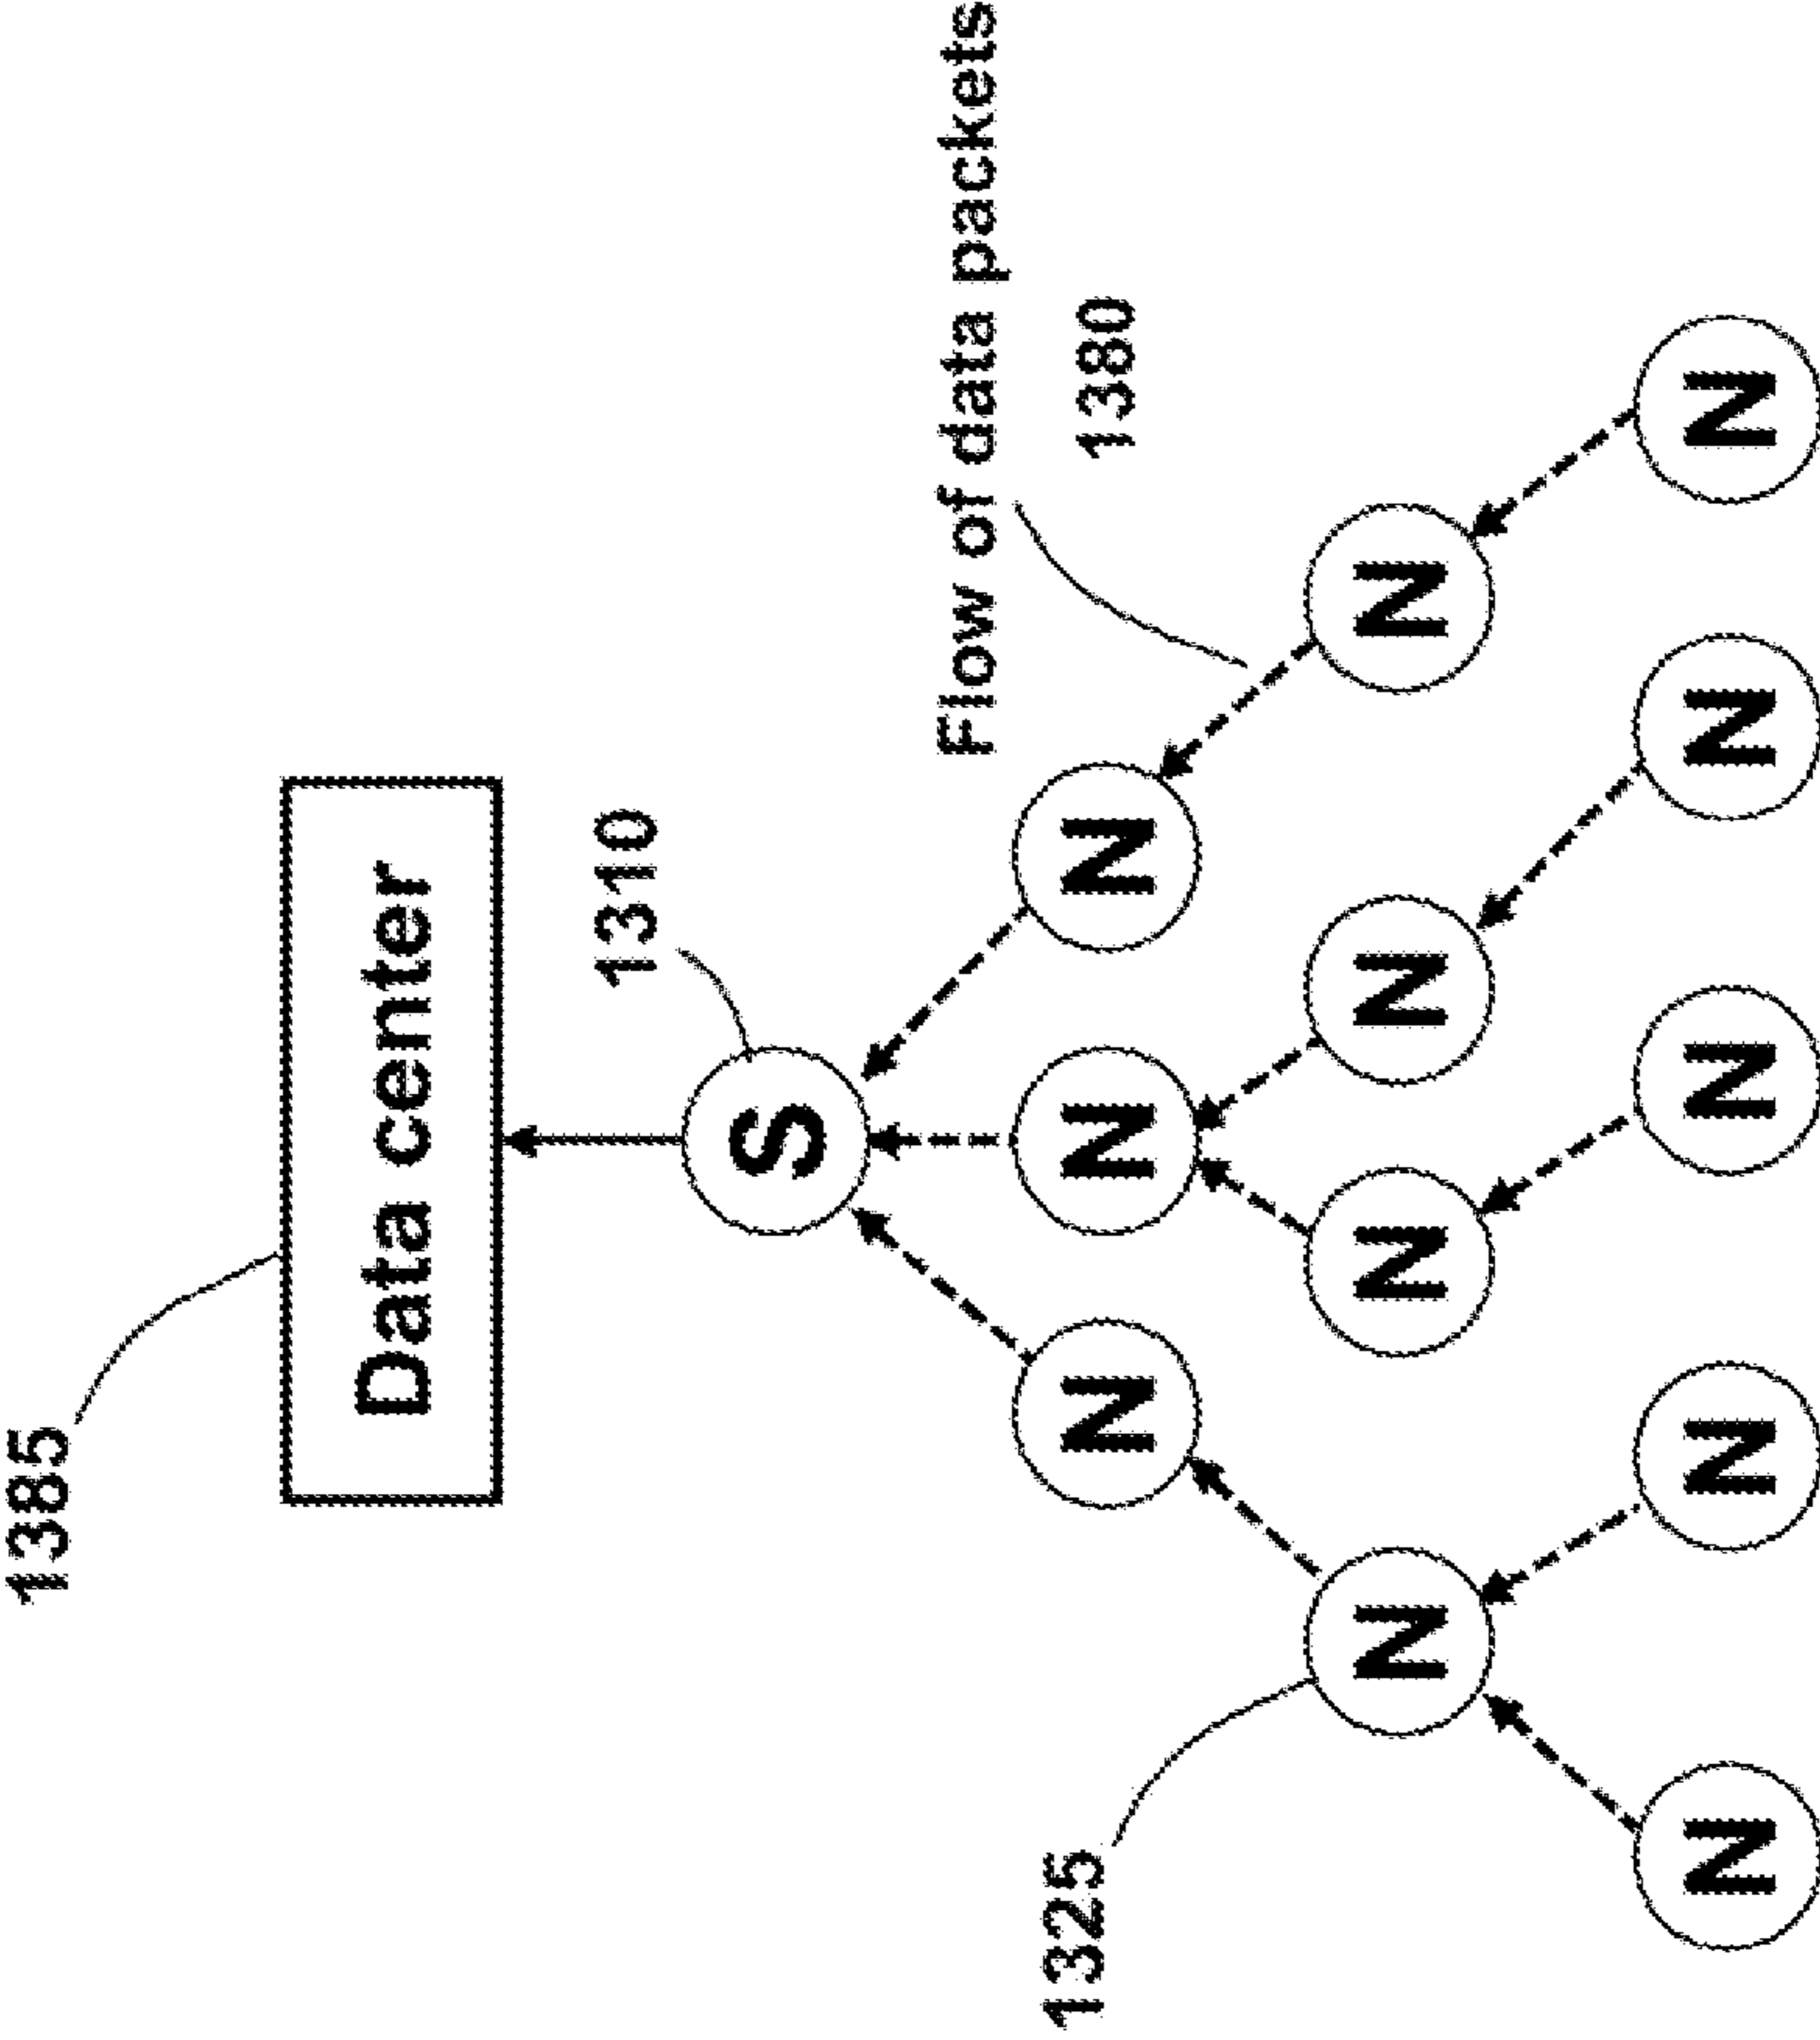 1385
Data center
1310
S
Flow of data packets
1325
1380
N N N
N N N N
N N N N N